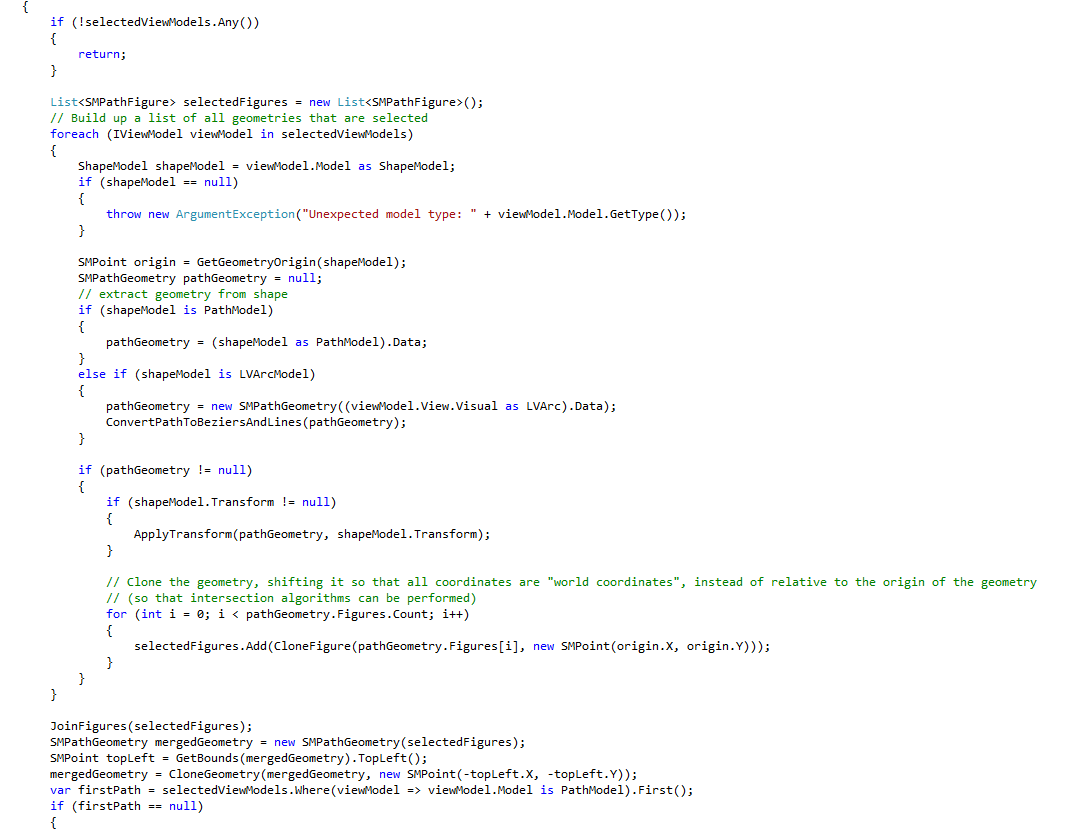 {
if (!selectedViewModels.Any())
{
return;
}
List<SMPathFigure> selectedFigures = new List<SMPathFigure>();
// Build up a list of all geometries that are selected
foreach (IViewModel viewModel in selectedViewModels)
{
ShapeModel shapeModel = viewModel.Model as ShapeModel;
if (shapeModel == null)
{
throw new ArgumentException("Unexpected model type: " + viewModel.Model.GetType());
}
SMPoint origin = GetGeometryOrigin(shapeModel);
SMPathGeometry pathGeometry = null;
// extract geometry from shape
if (shapeModel is PathModel)
{
pathGeometry = (shapeModel as PathModel).Data;
}
else if (shapeModel is LVArcModel)
{
pathGeometry = new SMPathGeometry((viewModel.View.Visual as LVArc).Data);
ConvertPathToBeziersAndLines(pathGeometry);
}
if (pathGeometry != null)
{
if (shapeModel.Transform != null)
{
ApplyTransform(pathGeometry, shapeModel.Transform);
}
// Clone the geometry, shifting it so that all coordinates are "world coordinates", instead of relative to the origin of the geometry
// (so that intersection algorithms can be performed)
for (int i = 0; i < pathGeometry.Figures.Count; i++)
{
selectedFigures.Add(CloneFigure(pathGeometry.Figures[i], new SMPoint(origin.X, origin.Y)));
}
}
}
JoinFigures(selectedFigures);
SMPathGeometry mergedGeometry = new SMPathGeometry(selectedFigures);
SMPoint topLeft = GetBounds(mergedGeometry).TopLeft();
mergedGeometry = CloneGeometry(mergedGeometry, new SMPoint(-topLeft.X, -topLeft.Y));
var firstPath = selectedViewModels.Where(viewModel => viewModel.Model is PathModel).First();
if (firstPath == null)
{